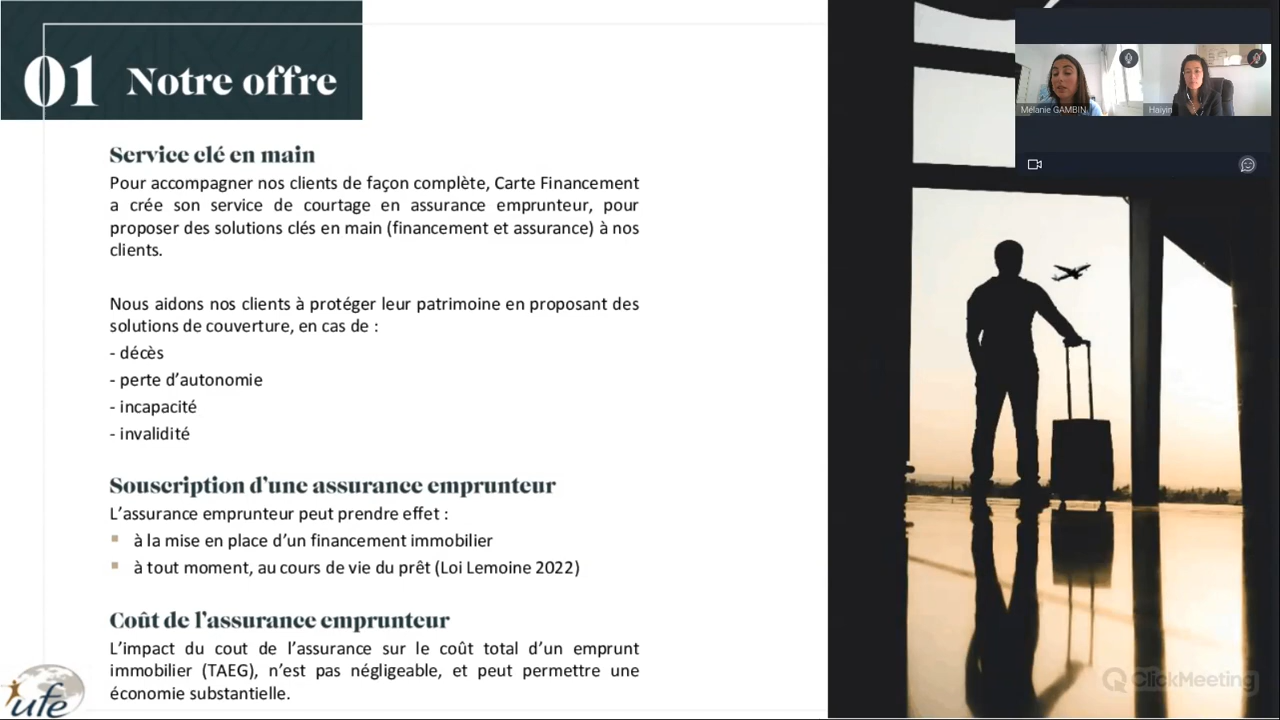 01 Notre offre
Service clé en main
Pour accompagner nos clients de façon complète, Carte Financement
a crée son service de courtage en assurance emprunteur, pour
proposer des solutions clés en main (financement et assurance) à nos
clients.
Nous aidons nos clients à protéger leur patrimoine en proposant des
solutions de couverture, en cas de :
- décès
- perte d’autonomie
- incapacité
- invalidité
Souscription d’une assurance emprunteur
L’assurance emprunteur peut prendre effet :
à la mise en place d’un financement immobilier
à tout moment, au cours de vie du prêt (Loi Lemoine 2022)
Coût de l’assurance emprunteur
L’impact du cout de l’assurance sur le coût total d’un emprunt
immobilier (TAEG), n’est pas négligeable, et peut permettre une
économie substantielle.
ufe
Mélanie GAMBIN
Haiyin
ClickMeeting